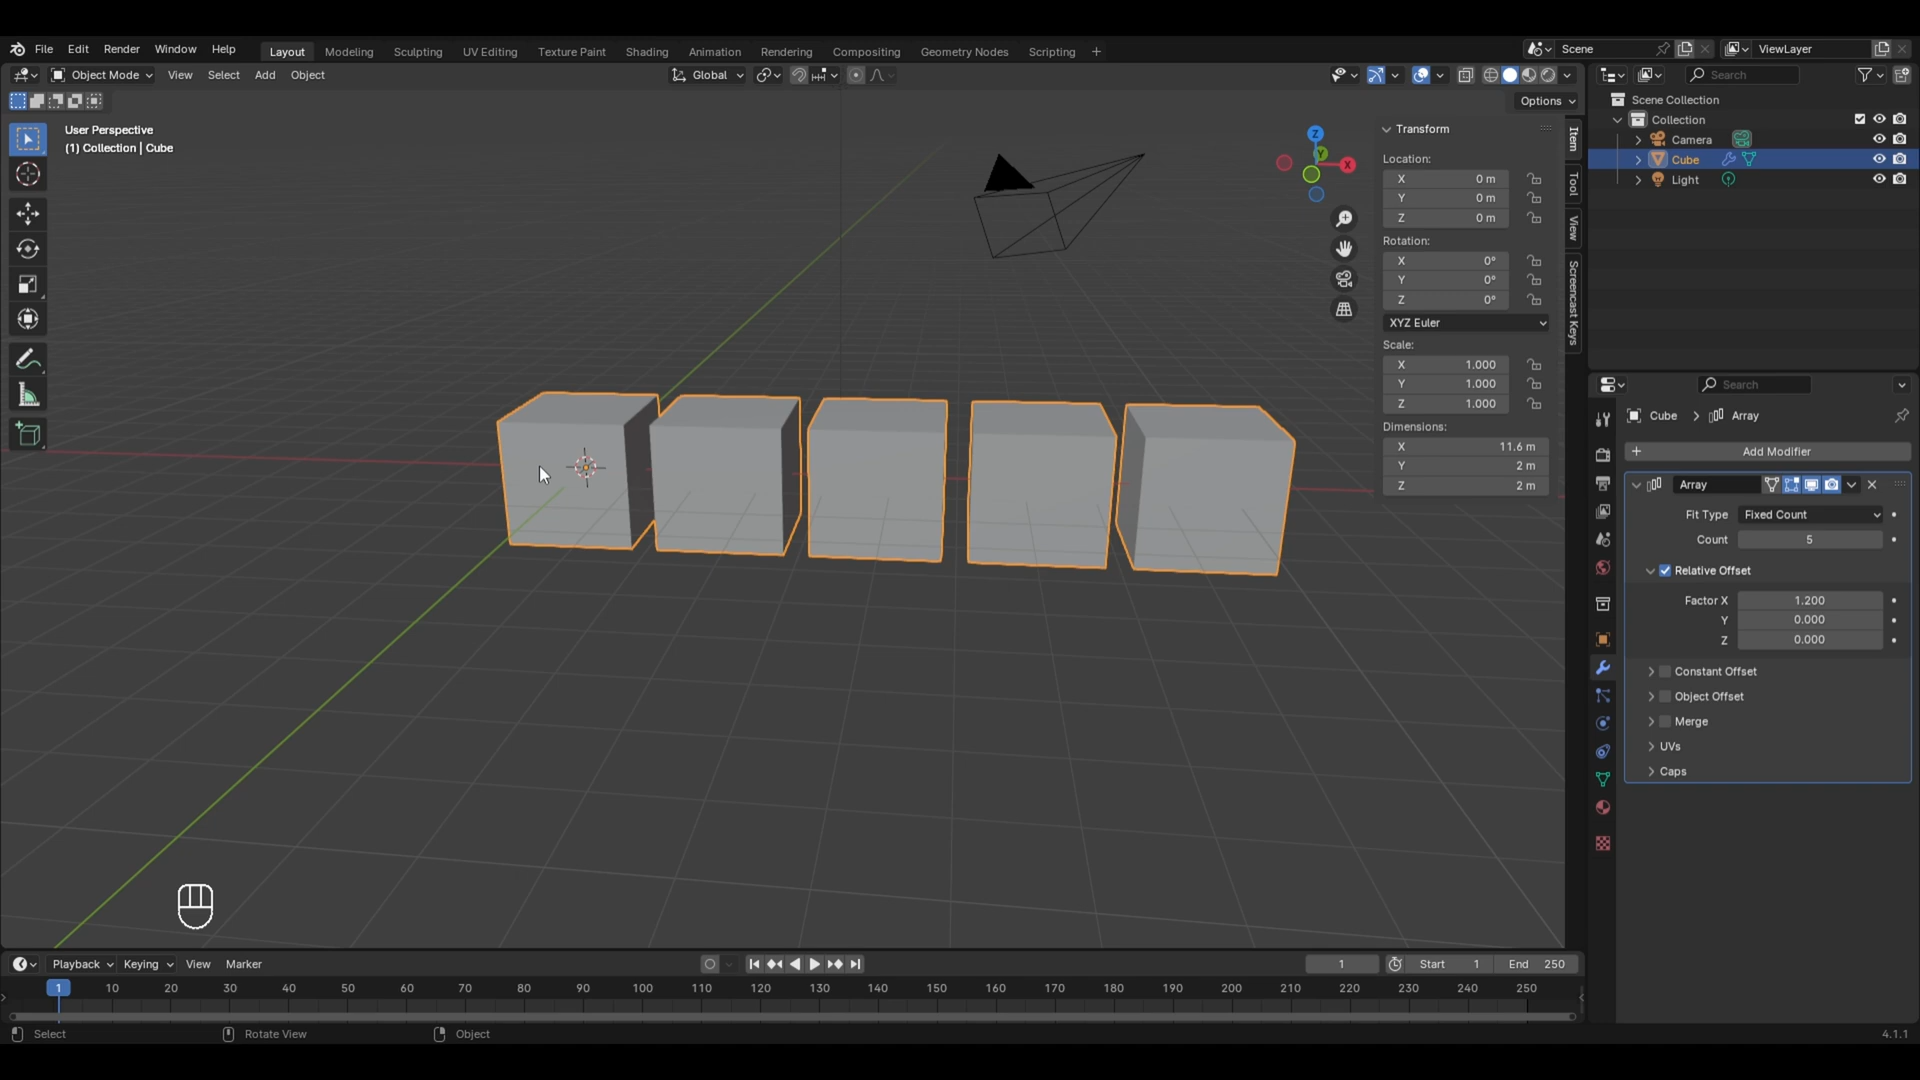 File Edit Render Window Help
Layout Modeling Sculpting UV Editing Texture Paint Shading Animation Rendering Compositing Geometry Nodes Scripting +
Scene
ViewLayer
Object Mode View Select Add Object
Global
Search
Options
User Perspective
(1) Collection | Cube
Z
Y
X
Transform
Location:
X 0 m
Y 0 m
Z 0 m
Rotation:
X 0°
Y 0°
Z 0°
XYZ Euler
Scale:
X 1.000
Y 1.000
Z 1.000
Dimensions:
X 11.6 m
Y 2 m
Z 2 m
Item
Tool
View
Screencast Keys
Scene Collection
Collection
Camera
Cube
Light
Search
Cube > Array
+ Add Modifier
Array
Fit Type Fixed Count
Count 5
Relative Offset
Factor X 1.200
Y 0.000
Z 0.000
Constant Offset
Object Offset
Merge
UVs
Caps
Playback Keying View Marker
1
Start 1
End 250
1 10 20 30 40 50 60 70 80 90 100 110 120 130 140 150 160 170 180 190 200 210 220 230 240 250
Select
Rotate View
Object
4.1.1